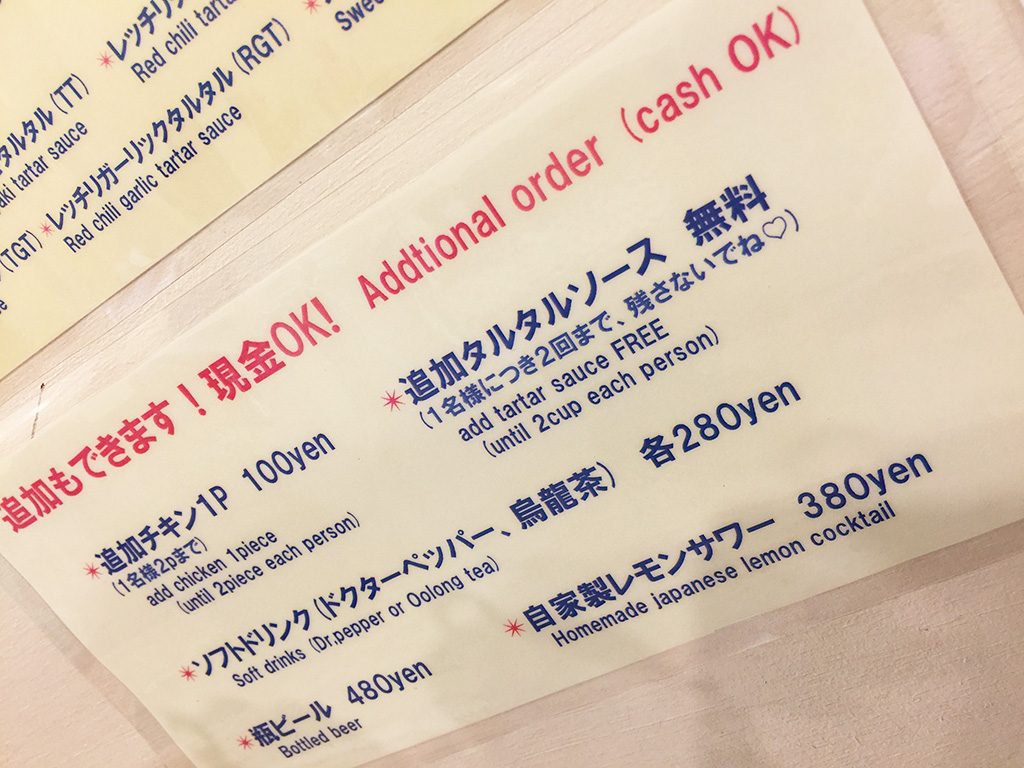 ＊レッチリタルタル
Red chili tartar
Swee
タルタル (TT)
aki tartar sauce
＊レッチリガーリックタルタル (RGT)
Red chili garlic tartar sauce
(TGT)
追加もできます！現金OK! Addtional order (cash OK)
＊追加チキン1P 100yen
(1名様2pまで)
add chicken 1piece
(until 2piece each person)
＊追加タルタルソース 無料
(1名様につき2回まで、残さないでね♡)
add tartar sauce FREE
(until 2cup each person)
＊ソフトドリンク (ドクターペッパー、烏龍茶) 各280yen
Soft drinks (Dr.pepper or Oolong tea)
＊瓶ビール 480yen
Bottled beer
＊自家製レモンサワー 380yen
Homemade japanese lemon cocktail